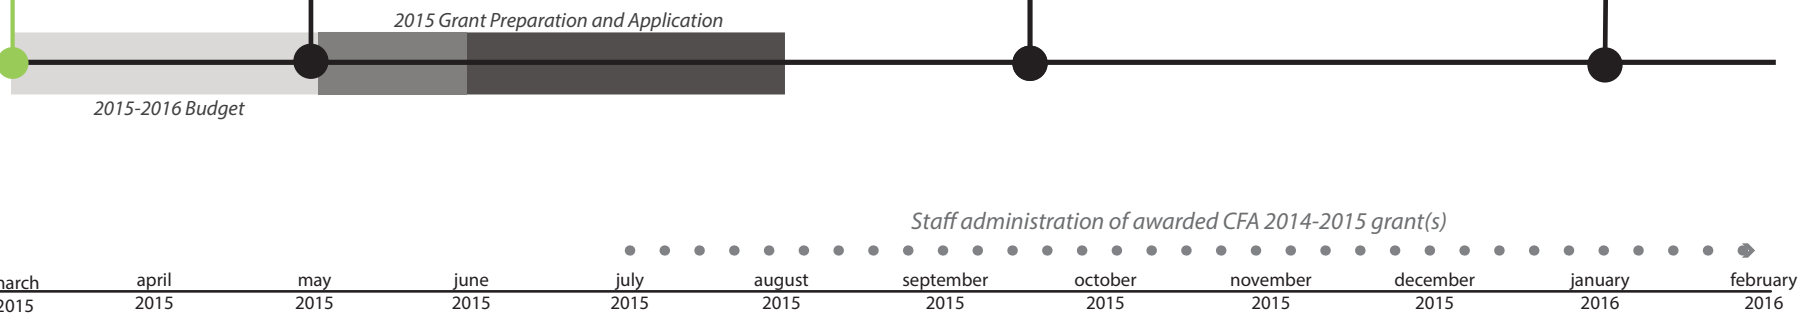 2015 Grant Preparation and Application
2015-2016 Budget
Staff administration of awarded CFA 2014-2015 grant(s)
arch april may june july august september october november december january february
2015 2015 2015 2015 2015 2015 2015 2015 2015 2015 2016 2016